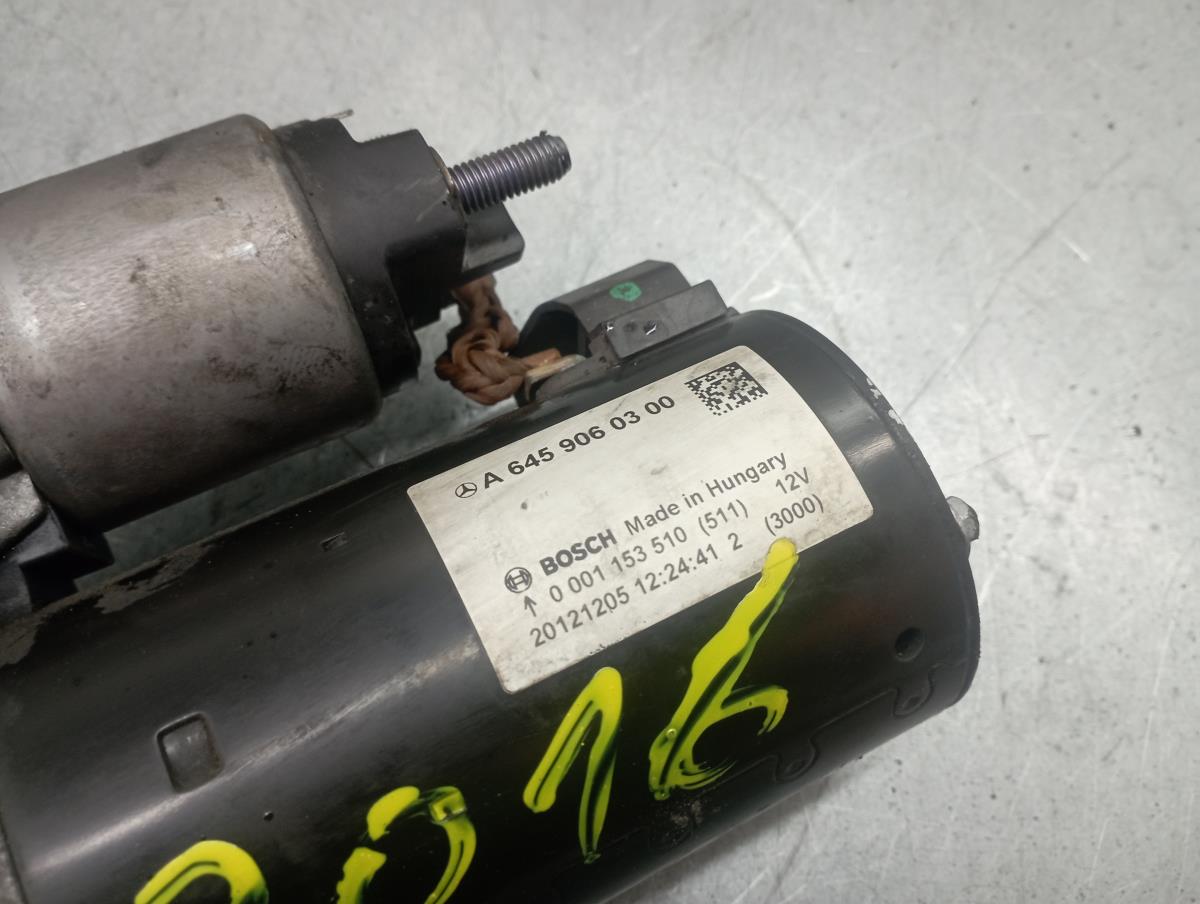 A 645 906 03 00
BOSCH Made in Hungary
↑ 0 001 153 510 (511) 12V
20121205 12:24:41 2 (3000)
2016